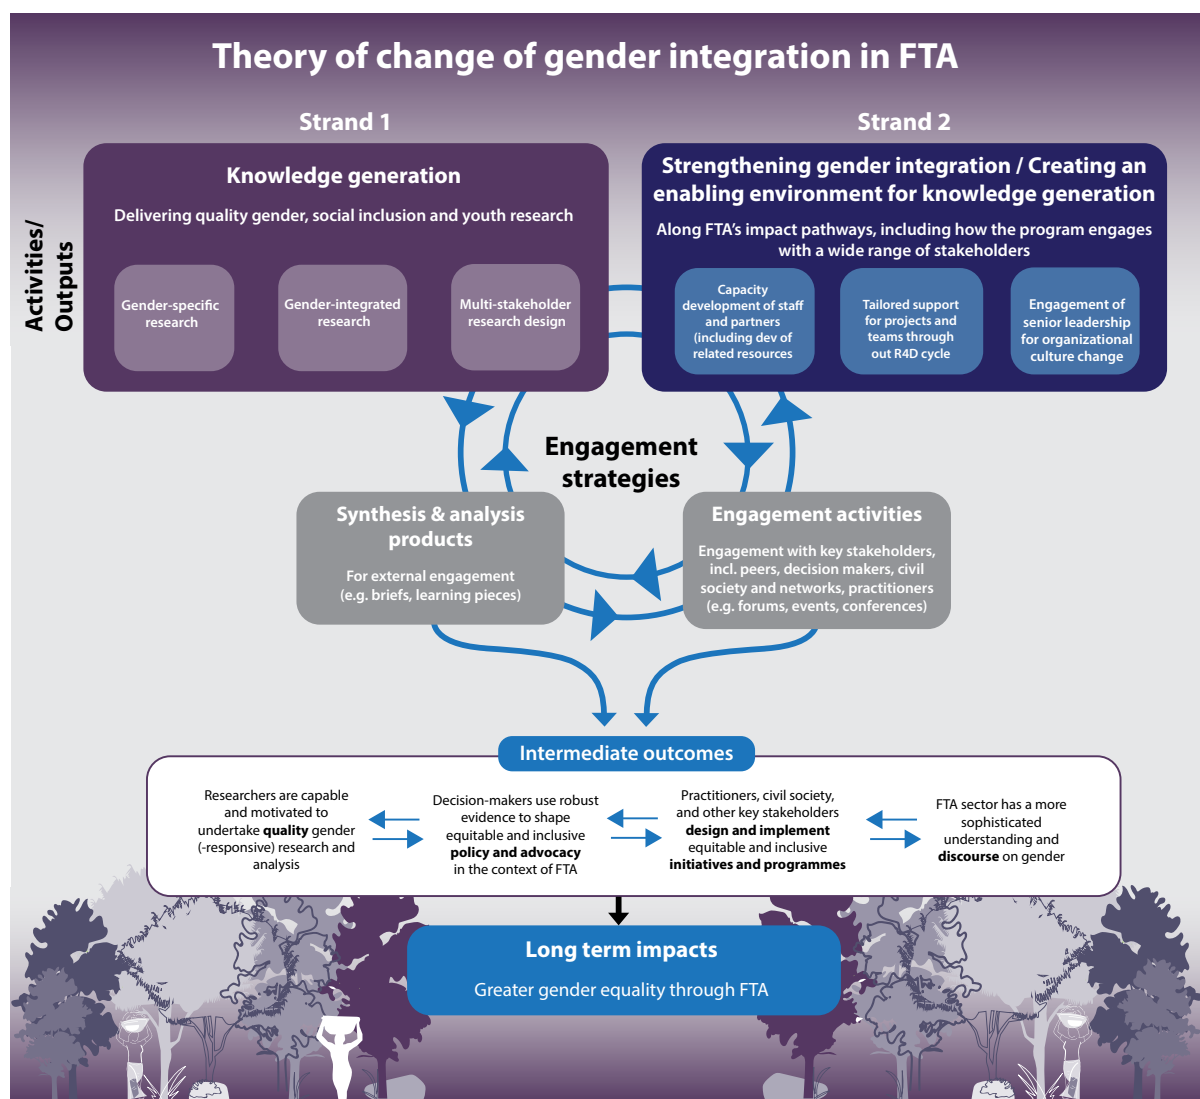 Theory of change of gender integration in FTA
Activities/
Outputs
Strand 1
Knowledge generation
Delivering quality gender, social inclusion and youth research
Gender-specific
research
Gender-integrated
research
Multi-stakeholder
research design
Strand 2
Strengthening gender integration / Creating an
enabling environment for knowledge generation
Along FTA's impact pathways, including how the program engages
with a wide range of stakeholders
Capacity
development of staff
and partners
(including dev of
related resources
Tailored support
for projects and
teams through
out R4D cycle
Engagement of
senior leadership
for organizational
culture change
Engagement
strategies
Synthesis & analysis
products
For external engagement
(e.g. briefs, learning pieces)
Engagement activities
Engagement with key stakeholders,
incl. peers, decision makers, civil
society and networks, practitioners
(e.g. forums, events, conferences)
Intermediate outcomes
Researchers are capable
and motivated to
undertake quality gender
(-responsive) research and
analysis
Decision-makers use robust
evidence to shape
equitable and inclusive
policy and advocacy
in the context of FTA
Practitioners, civil society,
and other key stakeholders
design and implement
equitable and inclusive
initiatives and programmes
FTA sector has a more
sophisticated
understanding and
discourse on gender
Long term impacts
Greater gender equality through FTA